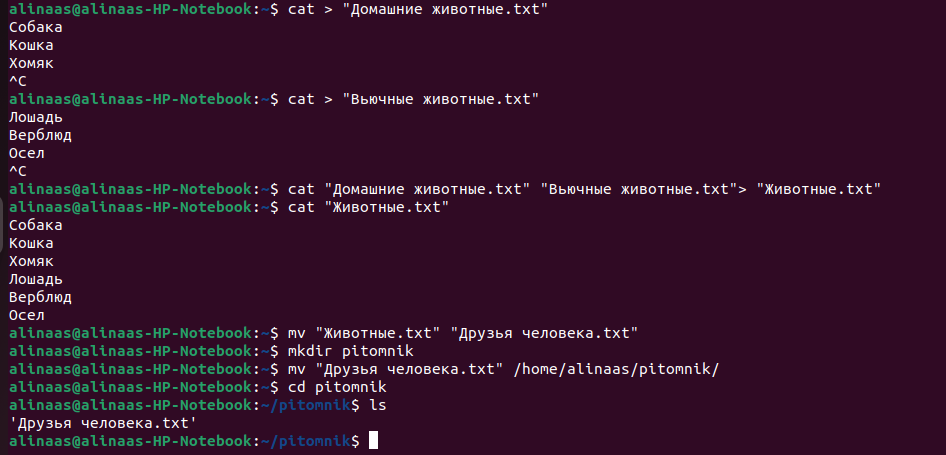 alinaas@alinaas-HP-Notebook:~$ cat > "Домашние животные.txt"
Собака
Кошка
Хомяк
^C
alinaas@alinaas-HP-Notebook:~$ cat > "Вьючные животные.txt"
Лошадь
Верблюд
Осел
^C
alinaas@alinaas-HP-Notebook:~$ cat "Домашние животные.txt" "Вьючные животные.txt"> "Животные.txt"
alinaas@alinaas-HP-Notebook:~$ cat "Животные.txt"
Собака
Кошка
Хомяк
Лошадь
Верблюд
Осел
alinaas@alinaas-HP-Notebook:~$ mv "Животные.txt" "Друзья человека.txt"
alinaas@alinaas-HP-Notebook:~$ mkdir pitomnik
alinaas@alinaas-HP-Notebook:~$ mv "Друзья человека.txt" /home/alinaas/pitomnik/
alinaas@alinaas-HP-Notebook:~$ cd pitomnik
alinaas@alinaas-HP-Notebook:~/pitomnik$ ls
'Друзья человека.txt'
alinaas@alinaas-HP-Notebook:~/pitomnik$